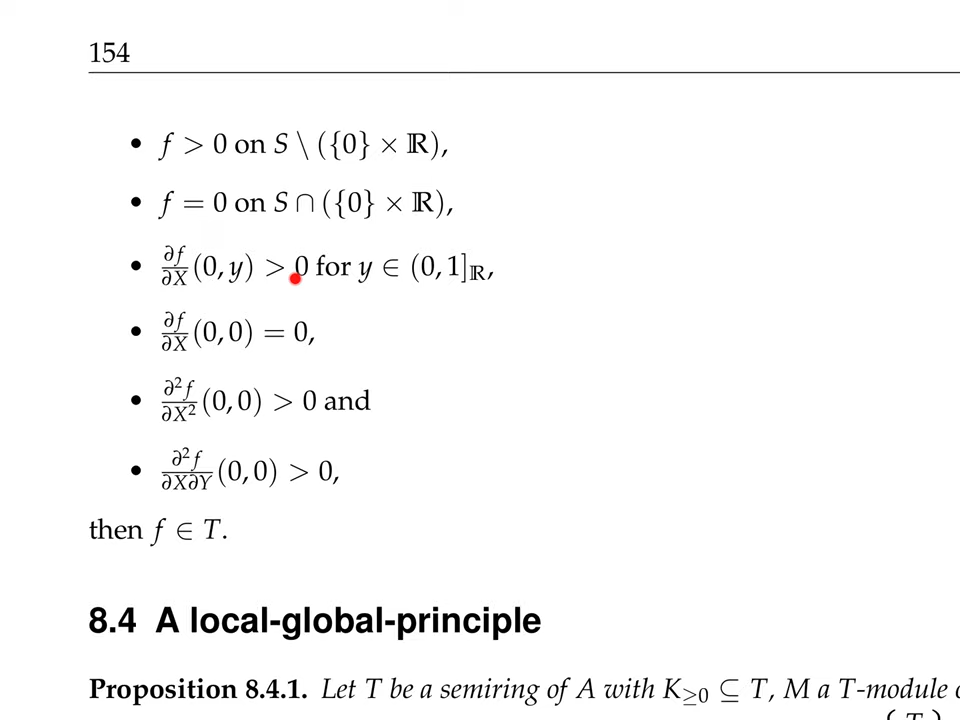 154
• f > 0 on S \ ({0} × ℝ),
• f = 0 on S ∩ ({0} × ℝ),
• ∂f/∂X (0, y) > 0 for y ∈ (0, 1]_ℝ,
• ∂f/∂X (0, 0) = 0,
• ∂²f/∂X² (0, 0) > 0 and
• ∂²f/∂X∂Y (0, 0) > 0,
then f ∈ T.
8.4 A local-global-principle
Proposition 8.4.1. Let T be a semiring of A with K_≥0 ⊆ T, M a T-module